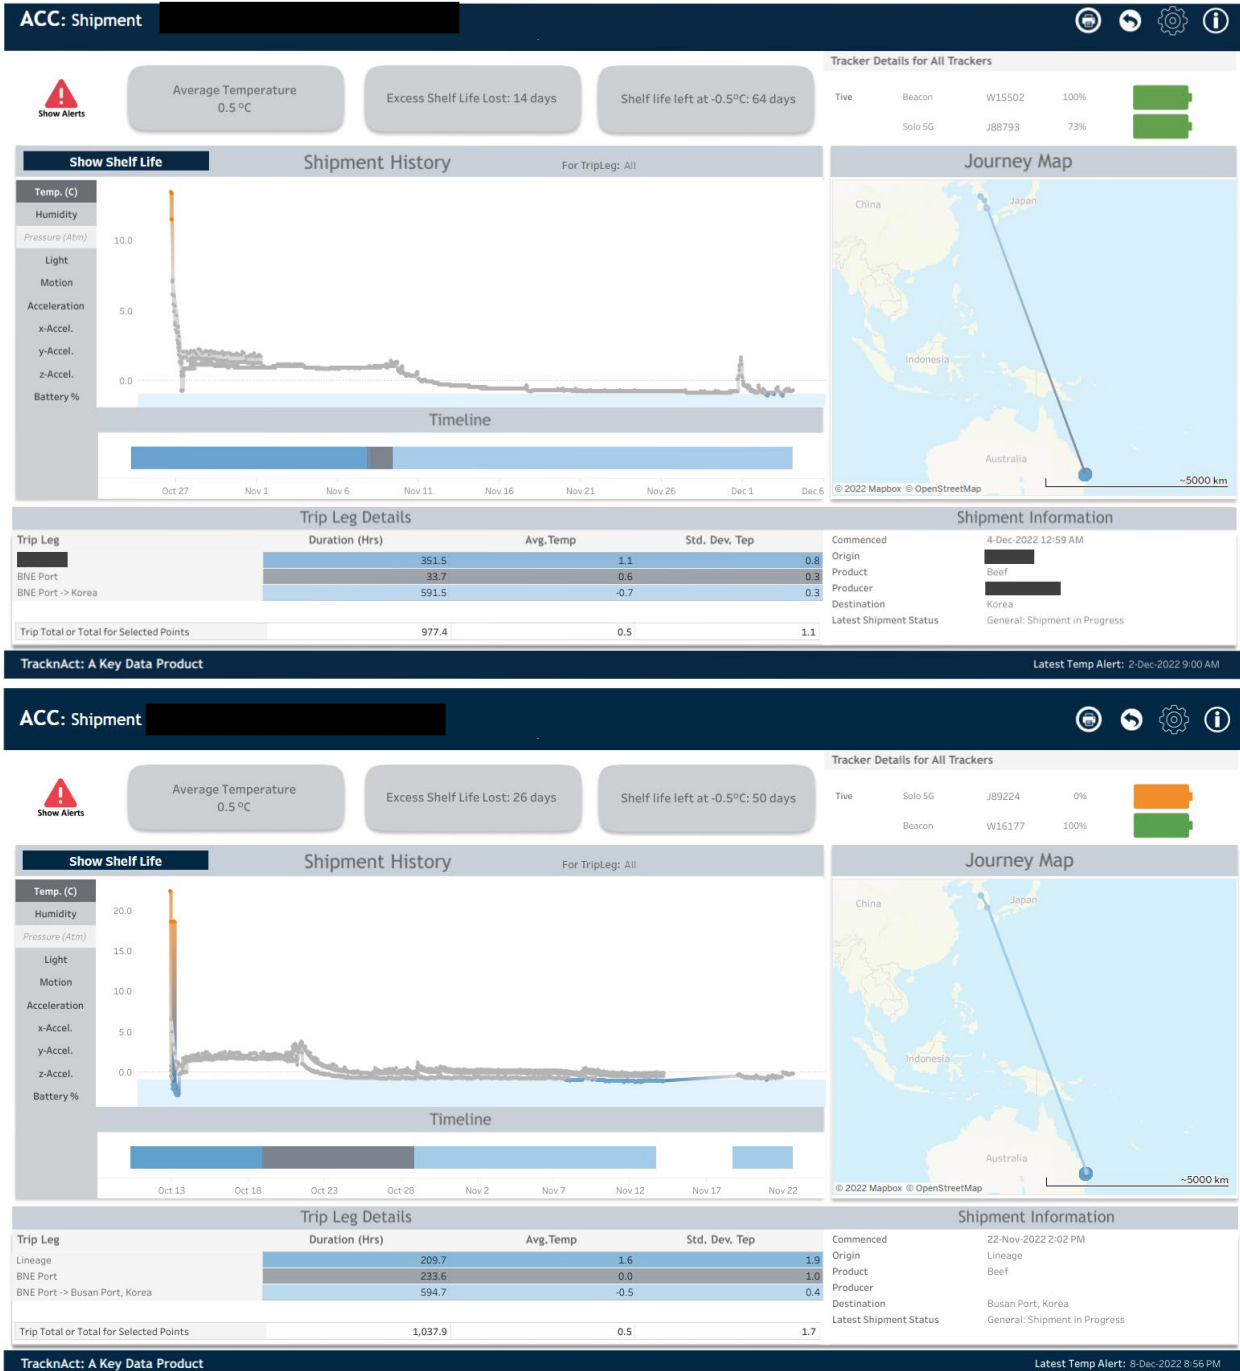 ACC: Shipment
Show Alerts
Average Temperature
0.5 °C
Excess Shelf Life Lost: 14 days
Shelf life left at -0.5°C: 64 days
Tracker Details for All Trackers
Tive Beacon W15502 100%
Solo 5G J88793 73%
Show Shelf Life
Shipment History
For TripLeg: All
Journey Map
Temp. (C)
Humidity
Pressure (Atm)
Light
Motion
Acceleration
x-Accel.
y-Accel.
z-Accel.
Battery %
10.0
5.0
0.0
China
Japan
Indonesia
Australia
~5000 km
© 2022 Mapbox © OpenStreetMap
Timeline
Oct 27 Nov 1 Nov 6 Nov 11 Nov 16 Nov 21 Nov 26 Dec 1 Dec 6
Trip Leg Details
Trip Leg Duration (Hrs) Avg.Temp Std. Dev. Tep
351.5 1.1 0.8
BNE Port 33.7 0.6 0.3
BNE Port -> Korea 591.5 -0.7 0.3
Trip Total or Total for Selected Points 977.4 0.5 1.1
Shipment Information
Commenced 4-Dec-2022 12:59 AM
Origin
Product Beef
Producer
Destination Korea
Latest Shipment Status General: Shipment in Progress
TracknAct: A Key Data Product
Latest Temp Alert: 2-Dec-2022 9:00 AM
ACC: Shipment
Show Alerts
Average Temperature
0.5 °C
Excess Shelf Life Lost: 26 days
Shelf life left at -0.5°C: 50 days
Tracker Details for All Trackers
Tive Solo 5G J89224 0%
Beacon W16177 100%
Show Shelf Life
Shipment History
For TripLeg: All
Journey Map
Temp. (C)
Humidity
Pressure (Atm)
Light
Motion
Acceleration
x-Accel.
y-Accel.
z-Accel.
Battery %
20.0
15.0
10.0
5.0
0.0
China
Japan
Indonesia
Australia
~5000 km
© 2022 Mapbox © OpenStreetMap
Timeline
Oct 13 Oct 18 Oct 23 Oct 28 Nov 2 Nov 7 Nov 12 Nov 17 Nov 22
Trip Leg Details
Trip Leg Duration (Hrs) Avg.Temp Std. Dev. Tep
Lineage 209.7 1.6 1.9
BNE Port 233.6 0.0 1.0
BNE Port -> Busan Port, Korea 594.7 -0.5 0.4
Trip Total or Total for Selected Points 1,037.9 0.5 1.7
Shipment Information
Commenced 22-Nov-2022 2:02 PM
Origin Lineage
Product Beef
Producer
Destination Busan Port, Korea
Latest Shipment Status General: Shipment in Progress
TracknAct: A Key Data Product
Latest Temp Alert: 8-Dec-2022 8:56 PM